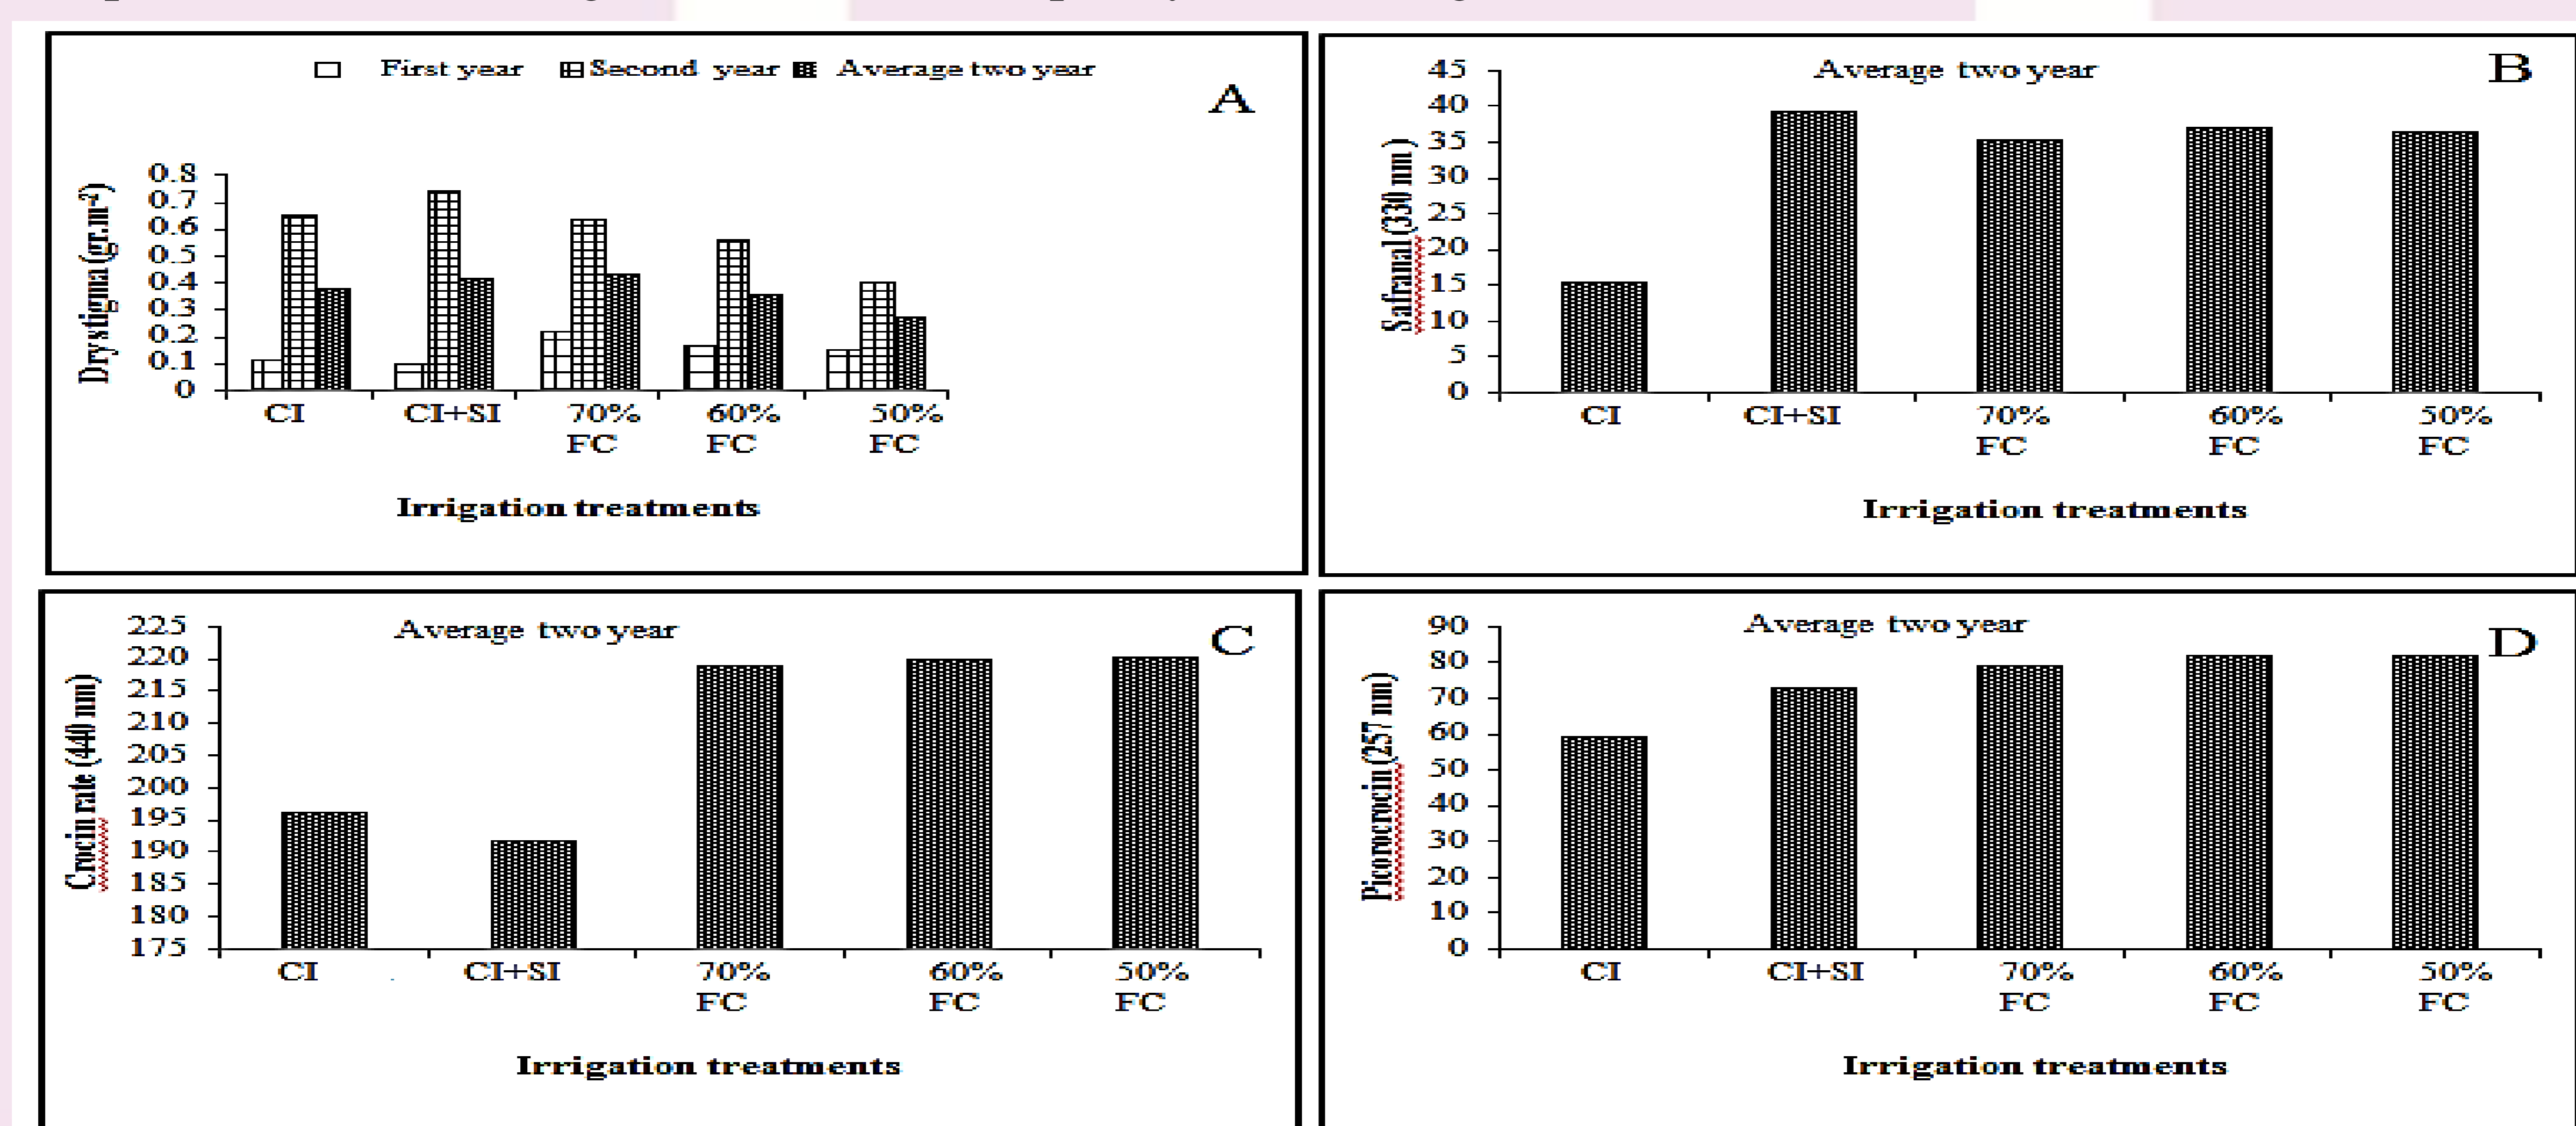 First year Second year Average two year
A
0.8
0.7
0.6
0.5
0.4
0.3
0.2
0.1
0
Dry stigma (gr.m-2)
CI CI+SI 70% 60% 50%
FC FC FC
Irrigation treatments
Average two year
B
45
40
35
30
25
20
15
10
5
0
Safranal (330 nm)
CI CI+SI 70% 60% 50%
FC FC FC
Irrigation treatments
Average two year
C
225
220
215
210
205
200
195
190
185
180
175
Crocin rate (440 nm)
CI CI+SI 70% 60% 50%
FC FC FC
Irrigation treatments
Average two year
D
90
80
70
60
50
40
30
20
10
0
Picorocrocin (257 nm)
CI CI+SI 70% 60% 50%
FC FC FC
Irrigation treatments